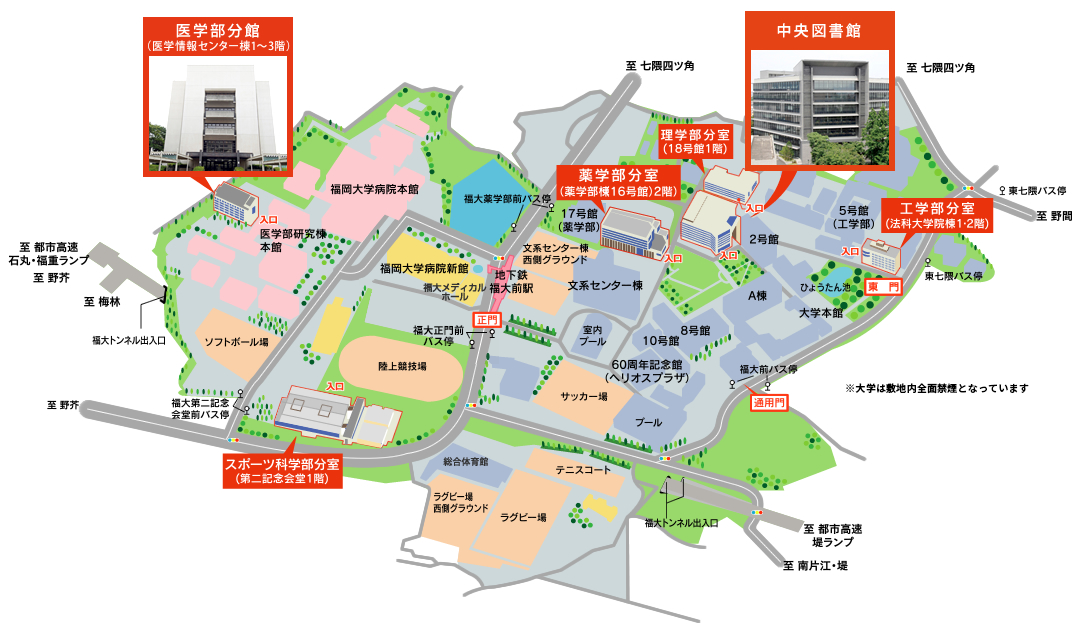 医学部分館
(医学情報センター棟1〜3階)
中央図書館
至 七隈四ツ角
至 七隈四ツ角
理学部分室
(18号館1階)
薬学部分室
(薬学部棟16号館)2階)
福岡大学病院本館
福大薬学部前バス停
入口
東七隈バス停
至 野間
工学部分室
(法科大学院棟1・2階)
5号館
(工学部)
17号館
(薬学部)
入口
医学部研究棟
本館
2号館
入口
入口
入口
文系センター棟
西側グラウンド
至 都市高速
石丸・福重ランプ
至 野芥
福岡大学病院新館
地下鉄
福大前駅
文系センター棟
東七隈バス停
ひょうたん池
東 門
福大メディカル
ホール
A棟
至 梅林
大学本館
正門
福大トンネル出入口
ソフトボール場
福大正門前
バス停
室内
プール
8号館
10号館
陸上競技場
60周年記念館
(ヘリオスプラザ)
福大前バス停
※大学は敷地内全面禁煙となっています
入口
サッカー場
通用門
至 野芥
福大第二記念
会堂前バス停
プール
スポーツ科学部分室
(第二記念会堂1階)
総合体育館
テニスコート
ラグビー場
西側グラウンド
ラグビー場
福大トンネル出入口
至 都市高速
堤ランプ
至 南片江・堤